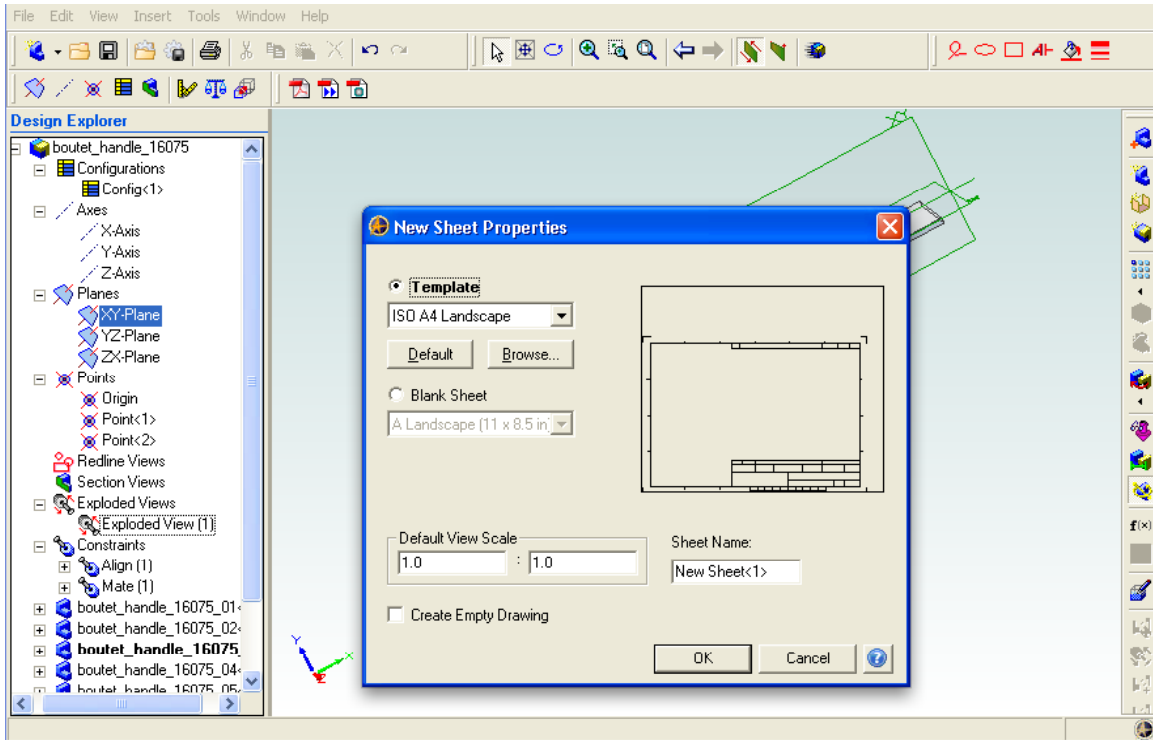 File Edit View Insert Tools Window Help
Design Explorer
boutet_handle_16075
Configurations
Config<1>
Axes
X-Axis
Y-Axis
Z-Axis
Planes
XY-Plane
YZ-Plane
ZX-Plane
Points
Origin
Point<1>
Point<2>
Redline Views
Section Views
Exploded Views
Exploded View (1)
Constraints
Align (1)
Mate (1)
boutet_handle_16075_01<
boutet_handle_16075_02<
boutet_handle_16075_
boutet_handle_16075_04<
boutet_handle_16075_05<
New Sheet Properties
Template
ISO A4 Landscape
Default Browse...
Blank Sheet
A Landscape (11 x 8.5 in)
Default View Scale
1.0 : 1.0
Sheet Name:
New Sheet<1>
Create Empty Drawing
OK Cancel
f(x)
Y
X
Z